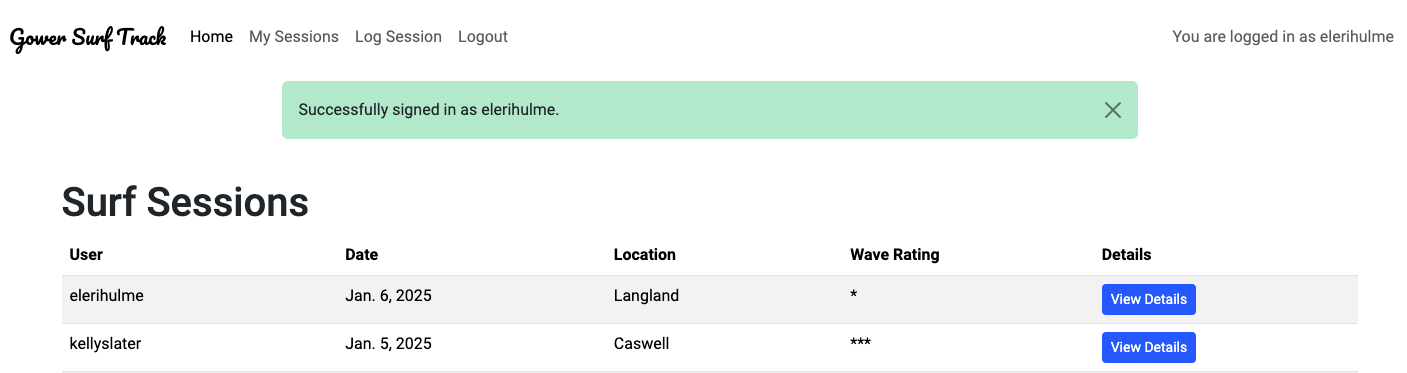 Gower Surf Track Home My Sessions Log Session Logout You are logged in as elerihulme
Successfully signed in as elerihulme.
Surf Sessions
User Date Location Wave Rating Details
elerihulme Jan. 6, 2025 Langland * View Details
kellyslater Jan. 5, 2025 Caswell *** View Details